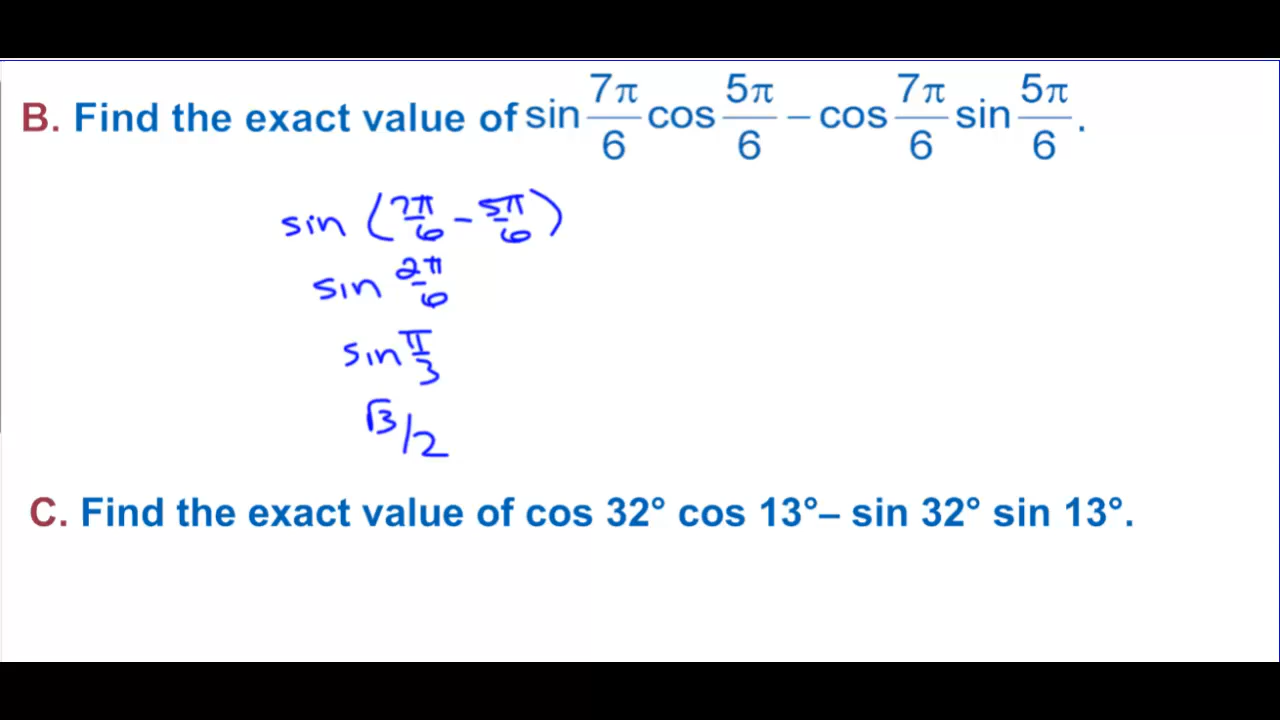 B. Find the exact value of sin 7π/6 cos 5π/6 – cos 7π/6 sin 5π/6.
sin (7π/6 - 5π/6)
sin 2π/6
sin π/3
√3/2
C. Find the exact value of cos 32° cos 13°– sin 32° sin 13°.